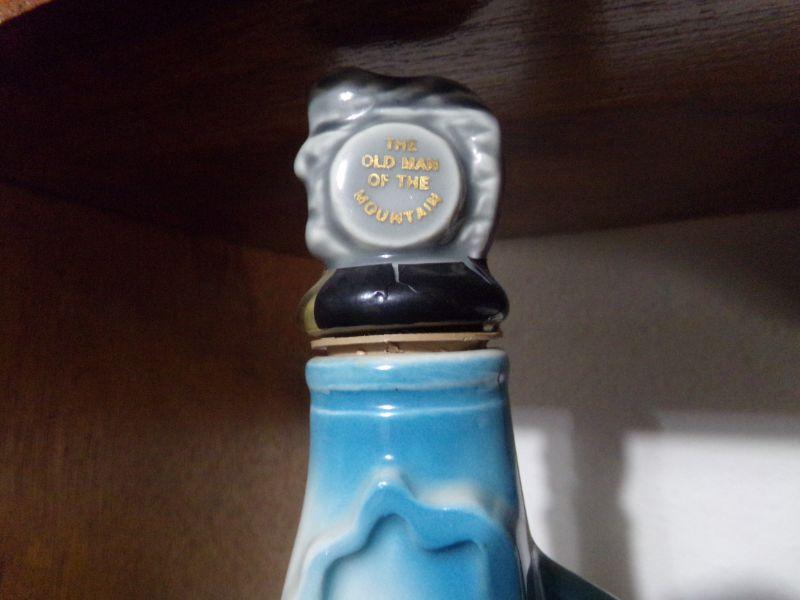 THE
OLD MAN
OF THE
MOUNTAIN